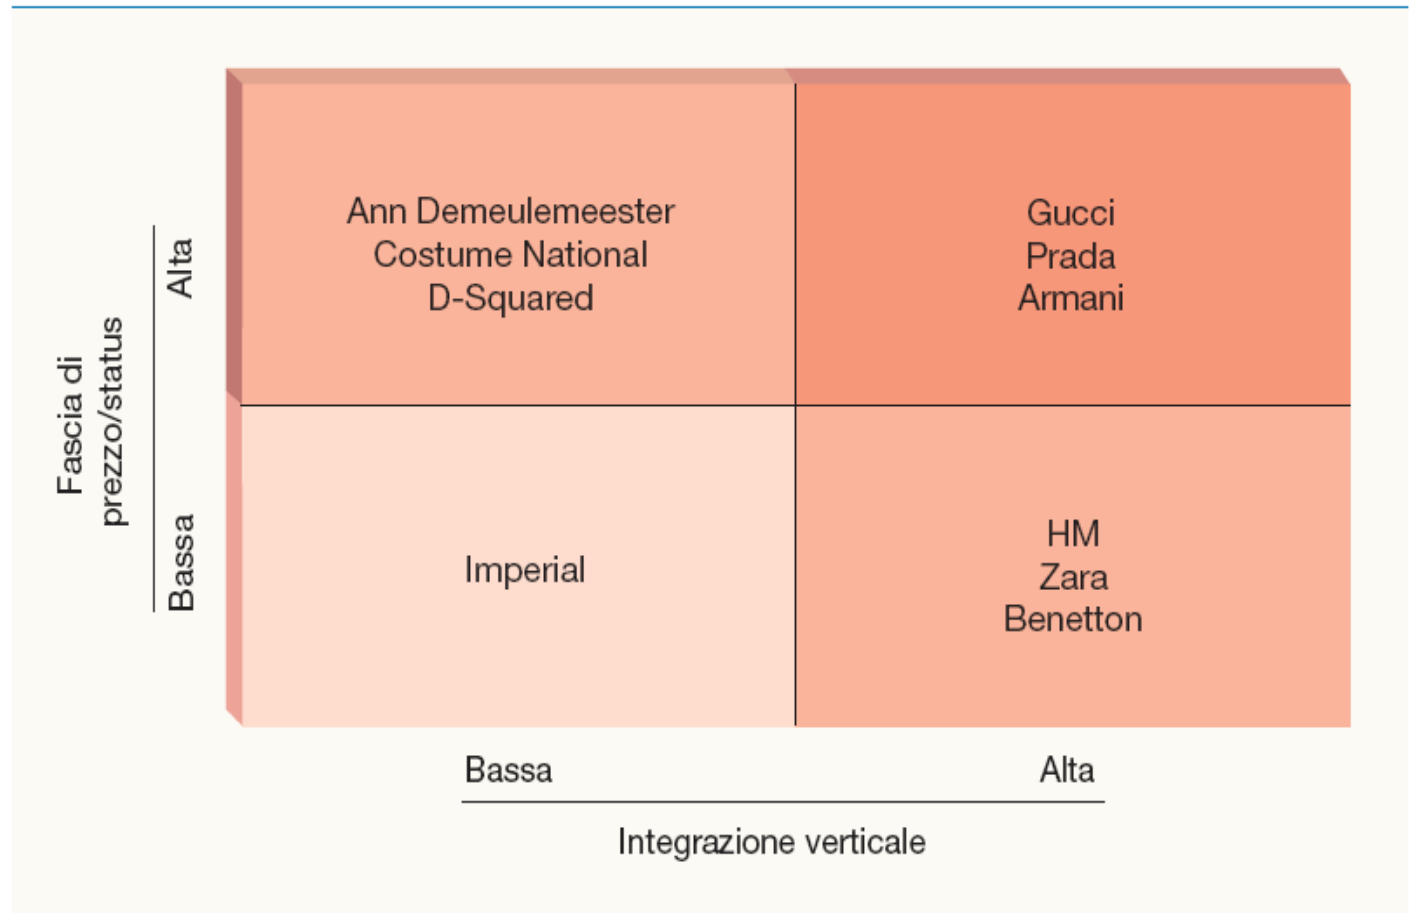 Fascia di
prezzo/status
Alta
Bassa
Ann Demeulemeester
Costume National
D-Squared
Gucci
Prada
Armani
Imperial
HM
Zara
Benetton
Bassa
Alta
Integrazione verticale